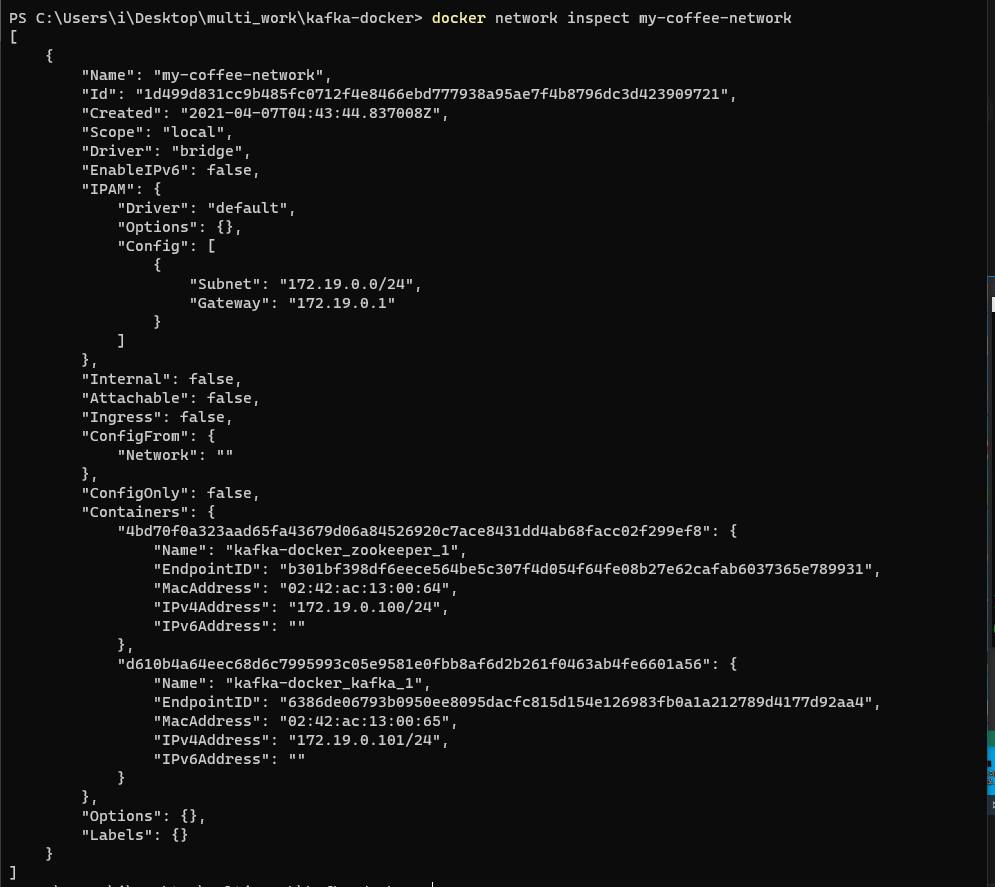 PS C:\Users\i\Desktop\multi_work\kafka-docker> docker network inspect my-coffee-network
[
    {
        "Name": "my-coffee-network",
        "Id": "1d499d831cc9b485fc0712f4e8466ebd777938a95ae7f4b8796dc3d423909721",
        "Created": "2021-04-07T04:43:44.837008Z",
        "Scope": "local",
        "Driver": "bridge",
        "EnableIPv6": false,
        "IPAM": {
            "Driver": "default",
            "Options": {},
            "Config": [
                {
                    "Subnet": "172.19.0.0/24",
                    "Gateway": "172.19.0.1"
                }
            ]
        },
        "Internal": false,
        "Attachable": false,
        "Ingress": false,
        "ConfigFrom": {
            "Network": ""
        },
        "ConfigOnly": false,
        "Containers": {
            "4bd70f0a323aad65fa43679d06a84526920c7ace8431dd4ab68facc02f299ef8": {
                "Name": "kafka-docker_zookeeper_1",
                "EndpointID": "b301bf398df6eece564be5c307f4d054f64fe08b27e62cafab6037365e789931",
                "MacAddress": "02:42:ac:13:00:64",
                "IPv4Address": "172.19.0.100/24",
                "IPv6Address": ""
            },
            "d610b4a64eec68d6c7995993c05e9581e0fbb8af6d2b261f0463ab4fe6601a56": {
                "Name": "kafka-docker_kafka_1",
                "EndpointID": "6386de06793b0950ee8095dacfc815d154e126983fb0a1a212789d4177d92aa4",
                "MacAddress": "02:42:ac:13:00:65",
                "IPv4Address": "172.19.0.101/24",
                "IPv6Address": ""
            }
        },
        "Options": {},
        "Labels": {}
    }
]